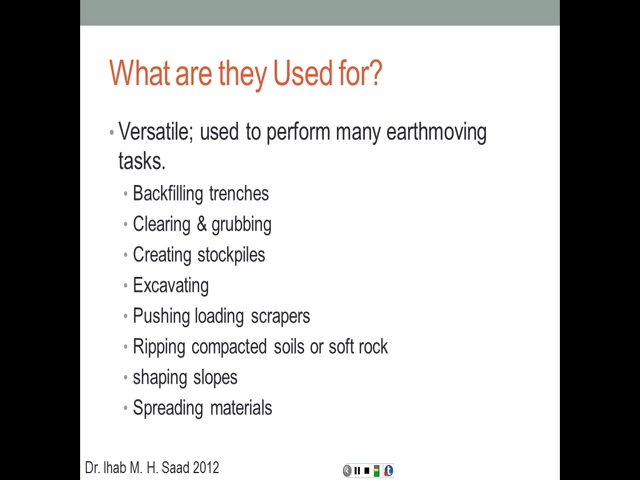 What are they Used for?
• Versatile; used to perform many earthmoving
tasks.
• Backfilling trenches
• Clearing & grubbing
• Creating stockpiles
• Excavating
• Pushing loading scrapers
• Ripping compacted soils or soft rock
• shaping slopes
• Spreading materials
Dr. Ihab M. H. Saad 2012